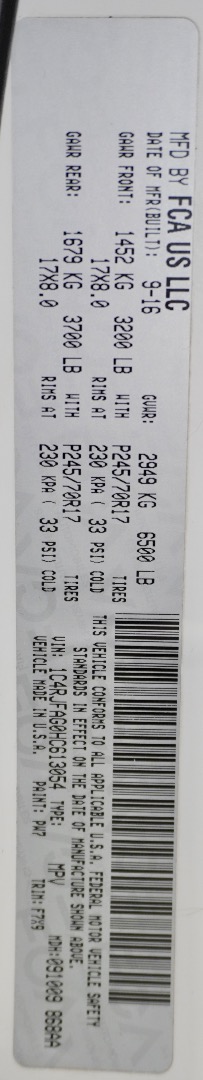 MFD BY FCA US LLC
DATE OF MFR(BUILT): 9-16 GVWR: 2949 KG 6500 LB
GAWR FRONT: 1452 KG 3200 LB WITH P245/70R17 TIRES
17X8.0 RIMS AT 230 KPA ( 33 PSI) COLD
GAWR REAR: 1679 KG 3700 LB WITH P245/70R17 TIRES
17X8.0 RIMS AT 230 KPA ( 33 PSI) COLD
THIS VEHICLE CONFORMS TO ALL APPLICABLE U.S.A. FEDERAL MOTOR VEHICLE SAFETY
STANDARDS IN EFFECT ON THE DATE OF MANUFACTURE SHOWN ABOVE.
VIN: 1C4RJFAG0HC613054 TYPE: MPV MDH:091009 868AA
VEHICLE MADE IN U.S.A. PAINT: PW7 TRIM: F7X9